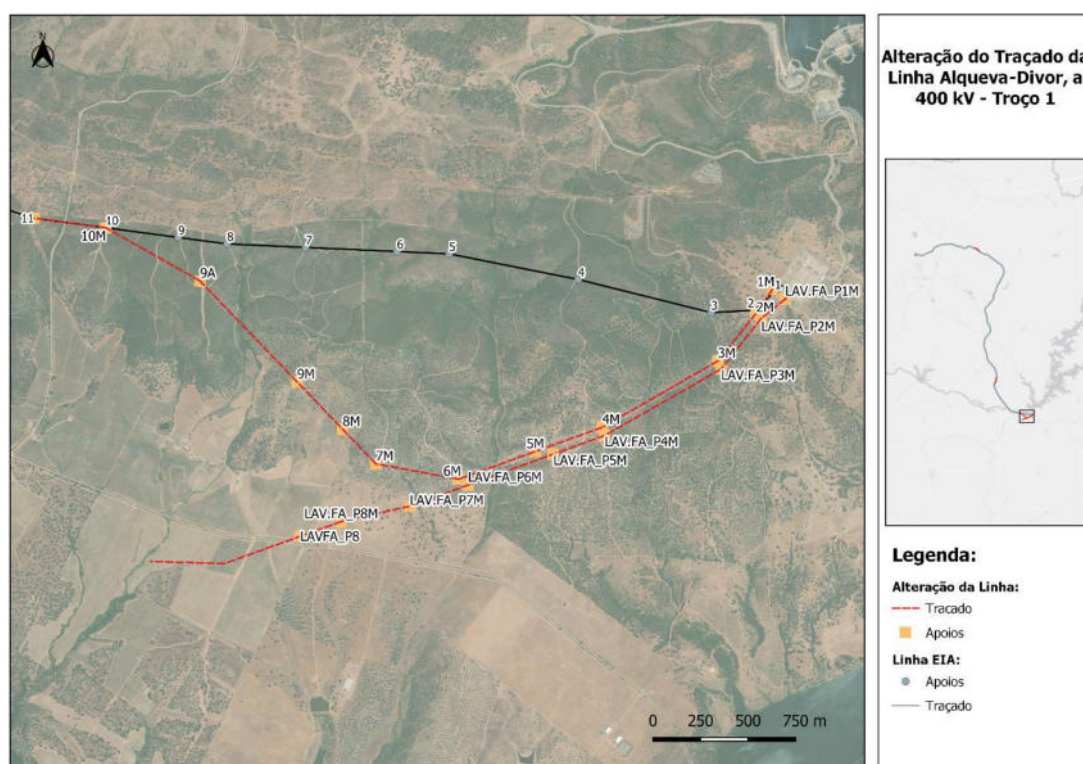 N
11
10
10M
9
8
7
6
5
4
3
2
1M
1
LAV.FA_P1M
2M
LAV.FA_P2M
9A
3M
LAV.FA_P3M
9M
8M
4M
LAV.FA_P4M
5M
LAV.FA_P5M
7M
6M
LAV.FA_P6M
LAV.FA_P7M
LAV.FA_P8M
LAVFA_P8
0 250 500 750 m
Alteração do Traçado da
Linha Alqueva-Divor, a
400 kV - Troço 1
Legenda:
Alteração da Linha:
Tracado
Apoios
Linha EIA:
Apoios
Traçado